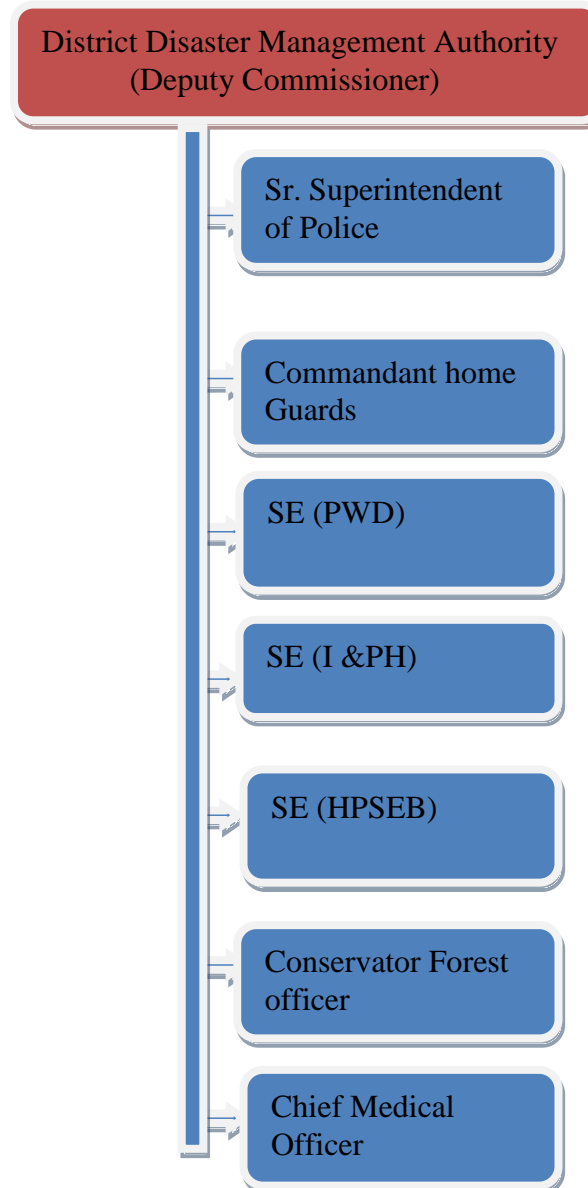 District Disaster Management Authority
(Deputy Commissioner)
Sr. Superintendent
of Police
Commandant home
Guards
SE (PWD)
SE (I &PH)
SE (HPSEB)
Conservator Forest
officer
Chief Medical
Officer